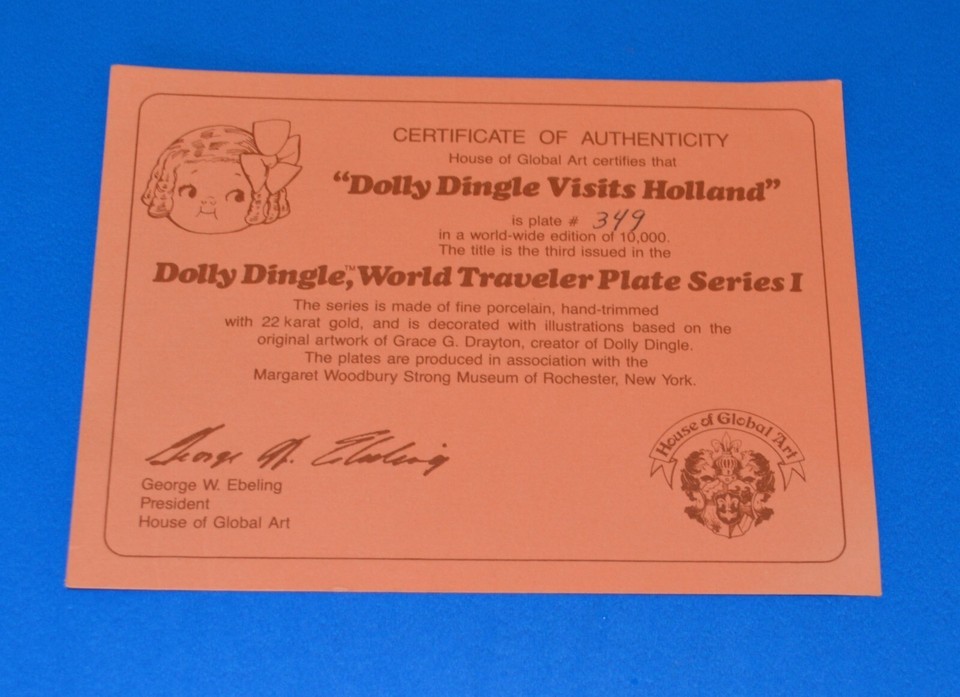 CERTIFICATE OF AUTHENTICITY
House of Global Art certifies that
“Dolly Dingle Visits Holland”
is plate # 349
in a world-wide edition of 10,000.
The title is the third issued in the
Dolly Dingle,™ World Traveler Plate Series I
The series is made of fine porcelain, hand-trimmed
with 22 karat gold, and is decorated with illustrations based on the
original artwork of Grace G. Drayton, creator of Dolly Dingle.
The plates are produced in association with the
Margaret Woodbury Strong Museum of Rochester, New York.
George W. Ebeling
George W. Ebeling
President
House of Global Art
House of Global Art